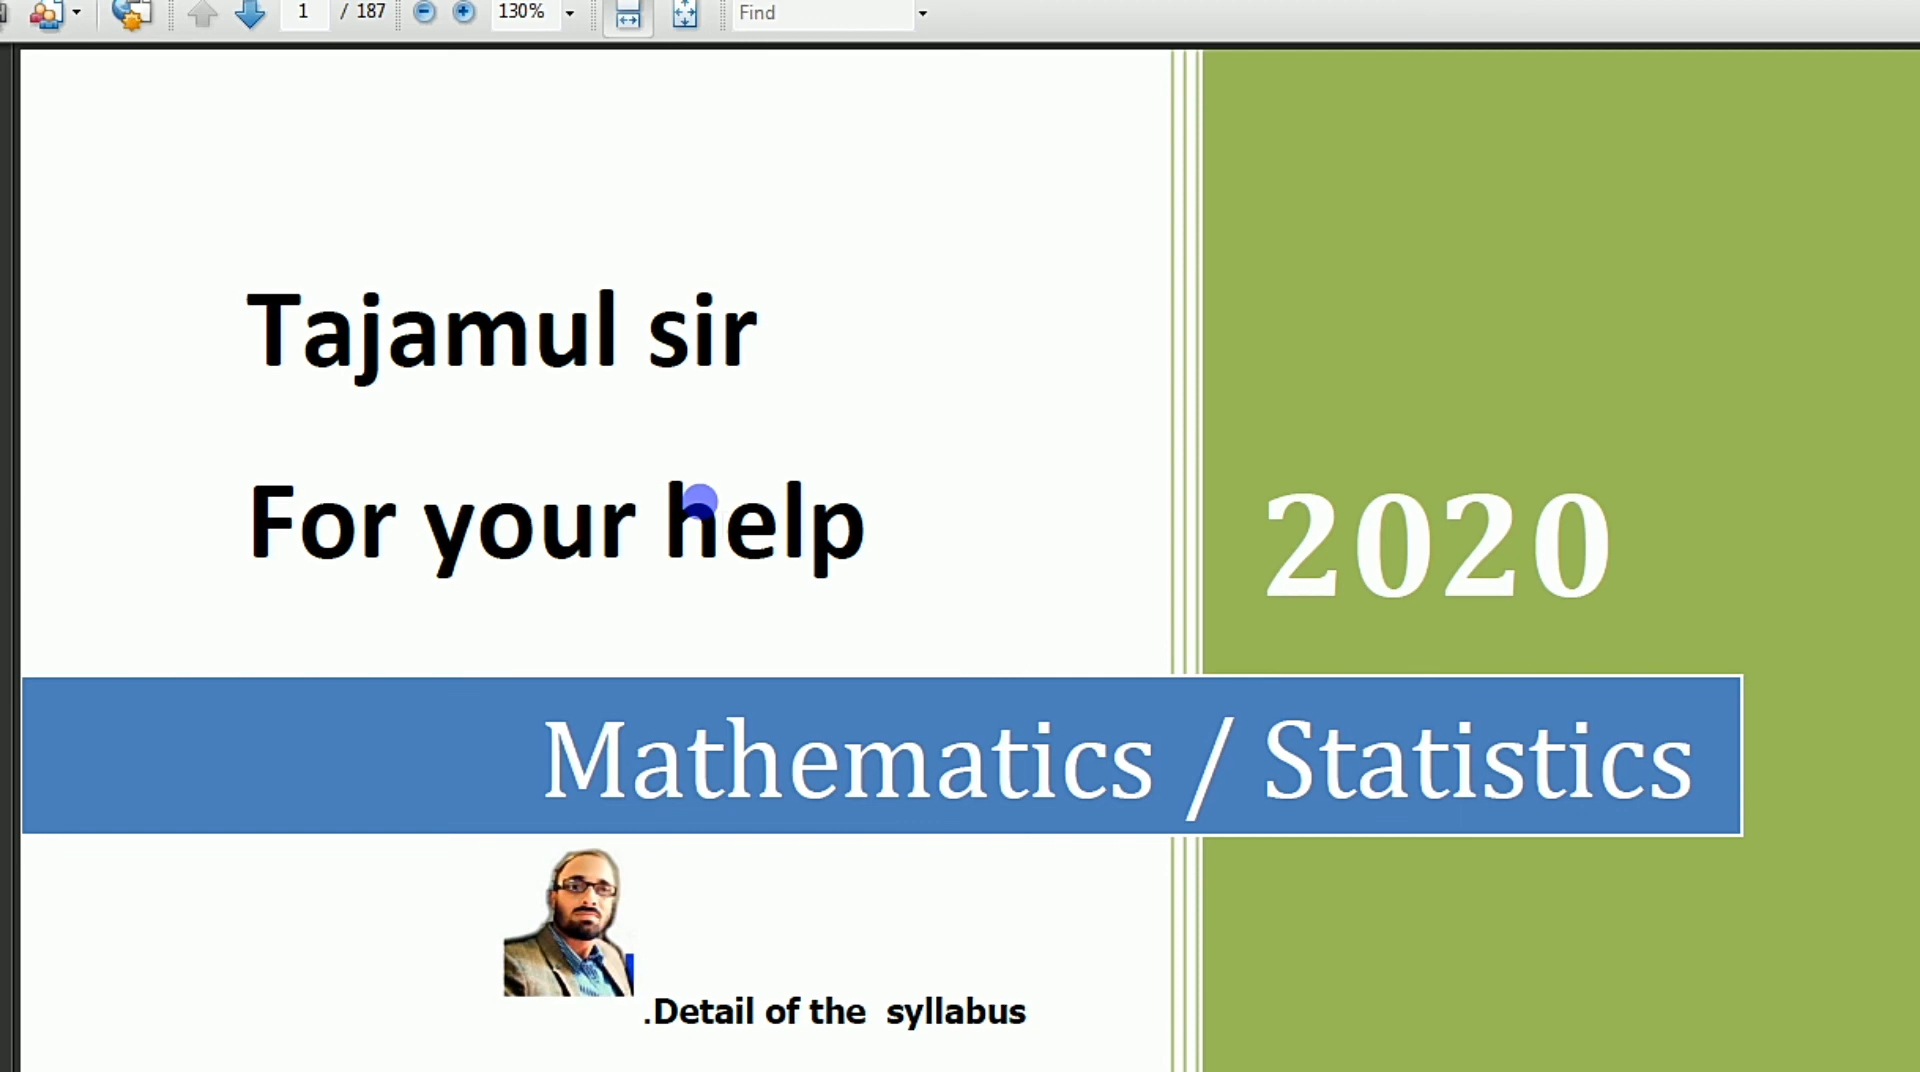 1 / 187 130% Find
Tajamul sir
For your help
2020
Mathematics / Statistics
.Detail of the syllabus